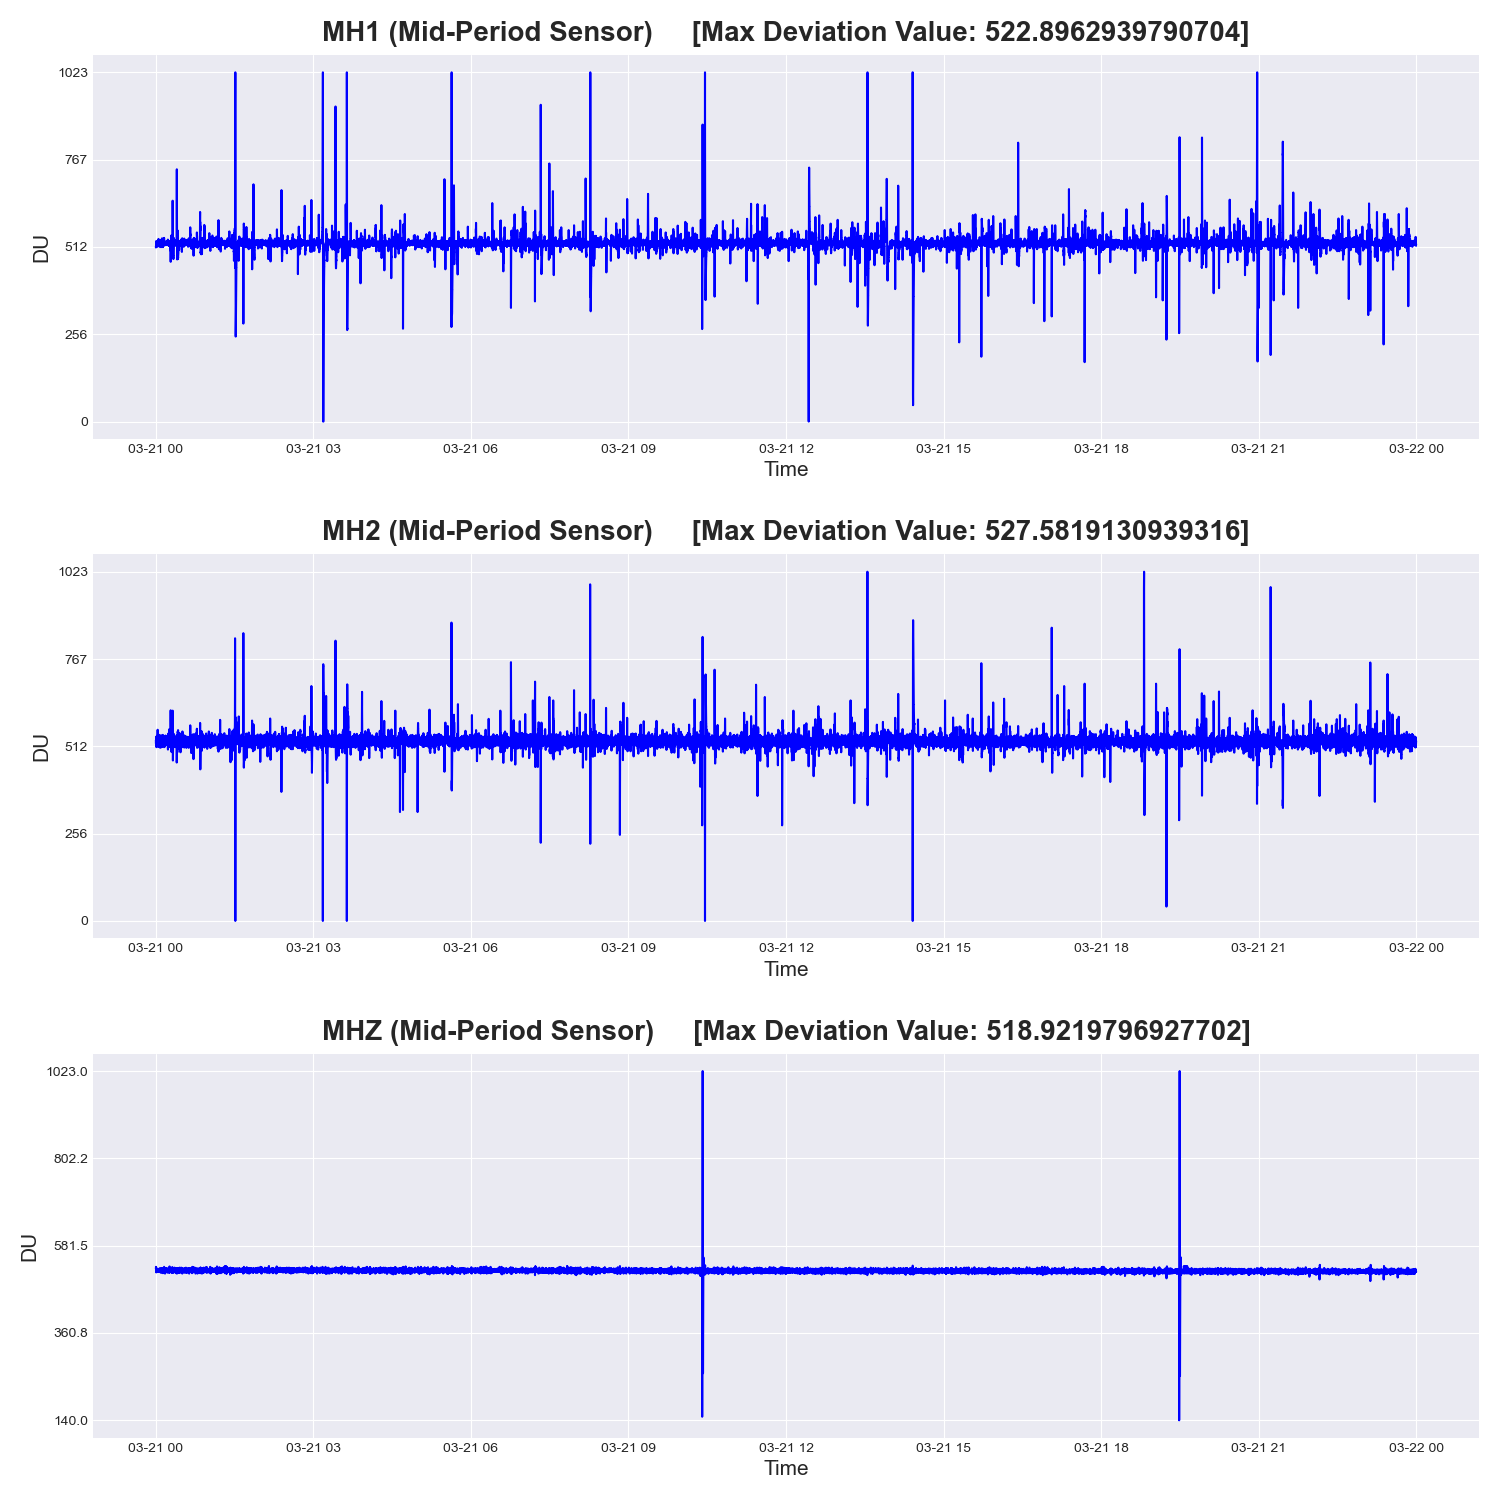 MH1 (Mid-Period Sensor) [Max Deviation Value: 522.8962939790704]
1023
767
512
256
0
DU
03-21 00 03-21 03 03-21 06 03-21 09 03-21 12 03-21 15 03-21 18 03-21 21 03-22 00
Time
MH2 (Mid-Period Sensor) [Max Deviation Value: 527.5819130939316]
1023
767
512
256
0
DU
03-21 00 03-21 03 03-21 06 03-21 09 03-21 12 03-21 15 03-21 18 03-21 21 03-22 00
Time
MHZ (Mid-Period Sensor) [Max Deviation Value: 518.9219796927702]
1023.0
802.2
581.5
360.8
140.0
DU
03-21 00 03-21 03 03-21 06 03-21 09 03-21 12 03-21 15 03-21 18 03-21 21 03-22 00
Time